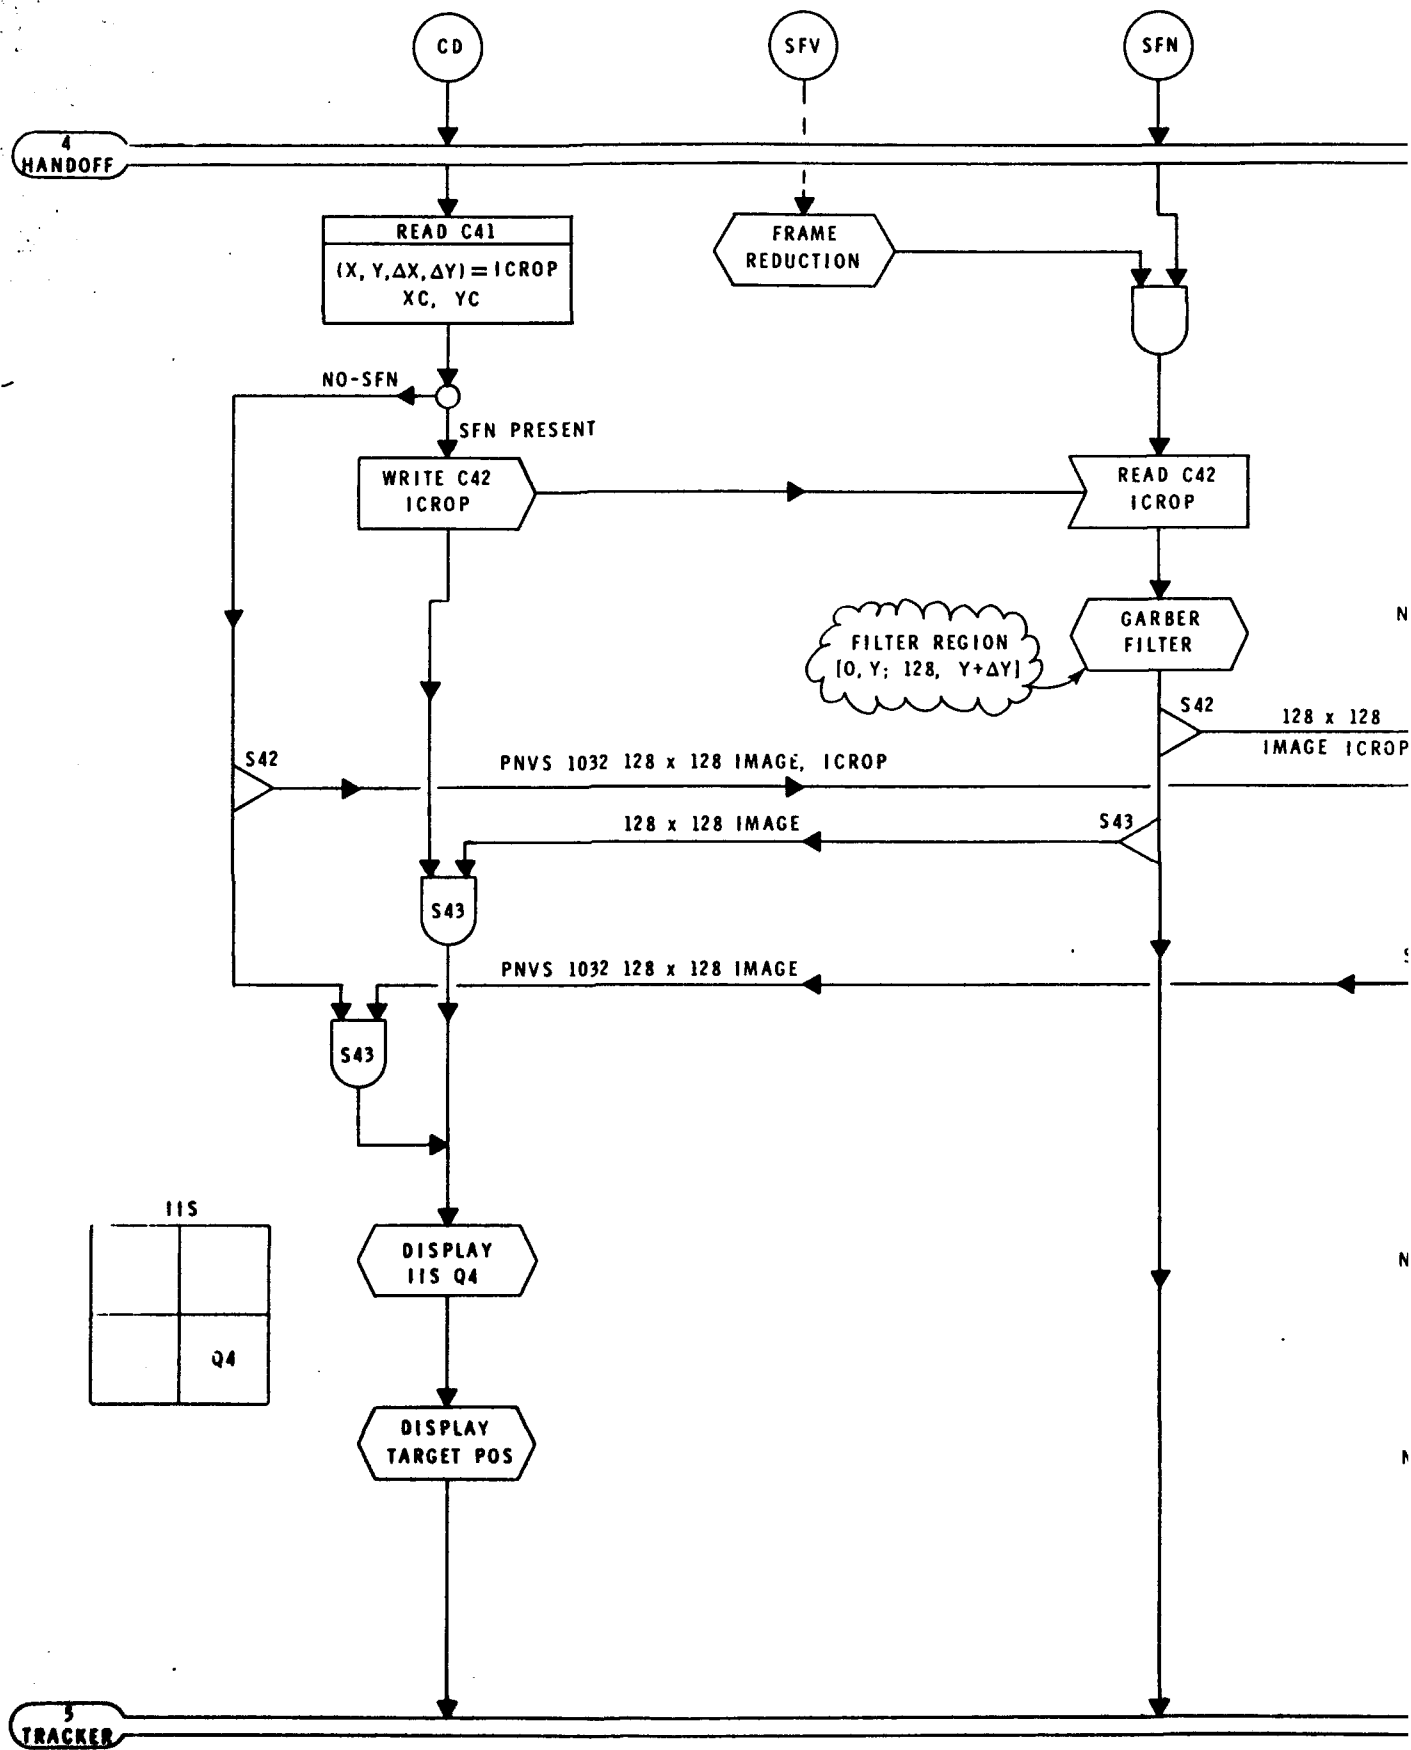 CD
SFV
SFN
4
HANDOFF
READ C41
(X, Y, ΔX, ΔY) = ICROP
XC, YC
FRAME
REDUCTION
NO-SFN
SFN PRESENT
WRITE C42
ICROP
READ C42
ICROP
GARBER
FILTER
N
FILTER REGION
[0, Y; 128, Y+ΔY]
S42
128 x 128
IMAGE ICROP
S42
PNVS 1032 128 x 128 IMAGE, ICROP
128 x 128 IMAGE
S43
S43
PNVS 1032 128 x 128 IMAGE
S43
IIS
Q4
DISPLAY
IIS Q4
N
DISPLAY
TARGET POS
5
TRACKER